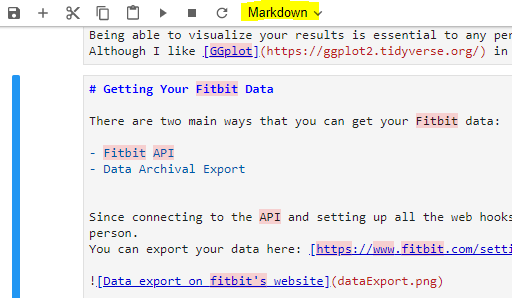 Markdown
Being able to visualize your results is essential to any per
Although I like [GGplot](https://ggplot2.tidyverse.org/) in
# Getting Your Fitbit Data
There are two main ways that you can get your Fitbit data:
- Fitbit API
- Data Archival Export
Since connecting to the API and setting up all the web hooks
person.
You can export your data here: [https://www.fitbit.com/setti
![Data export on fitbit's website](dataExport.png)